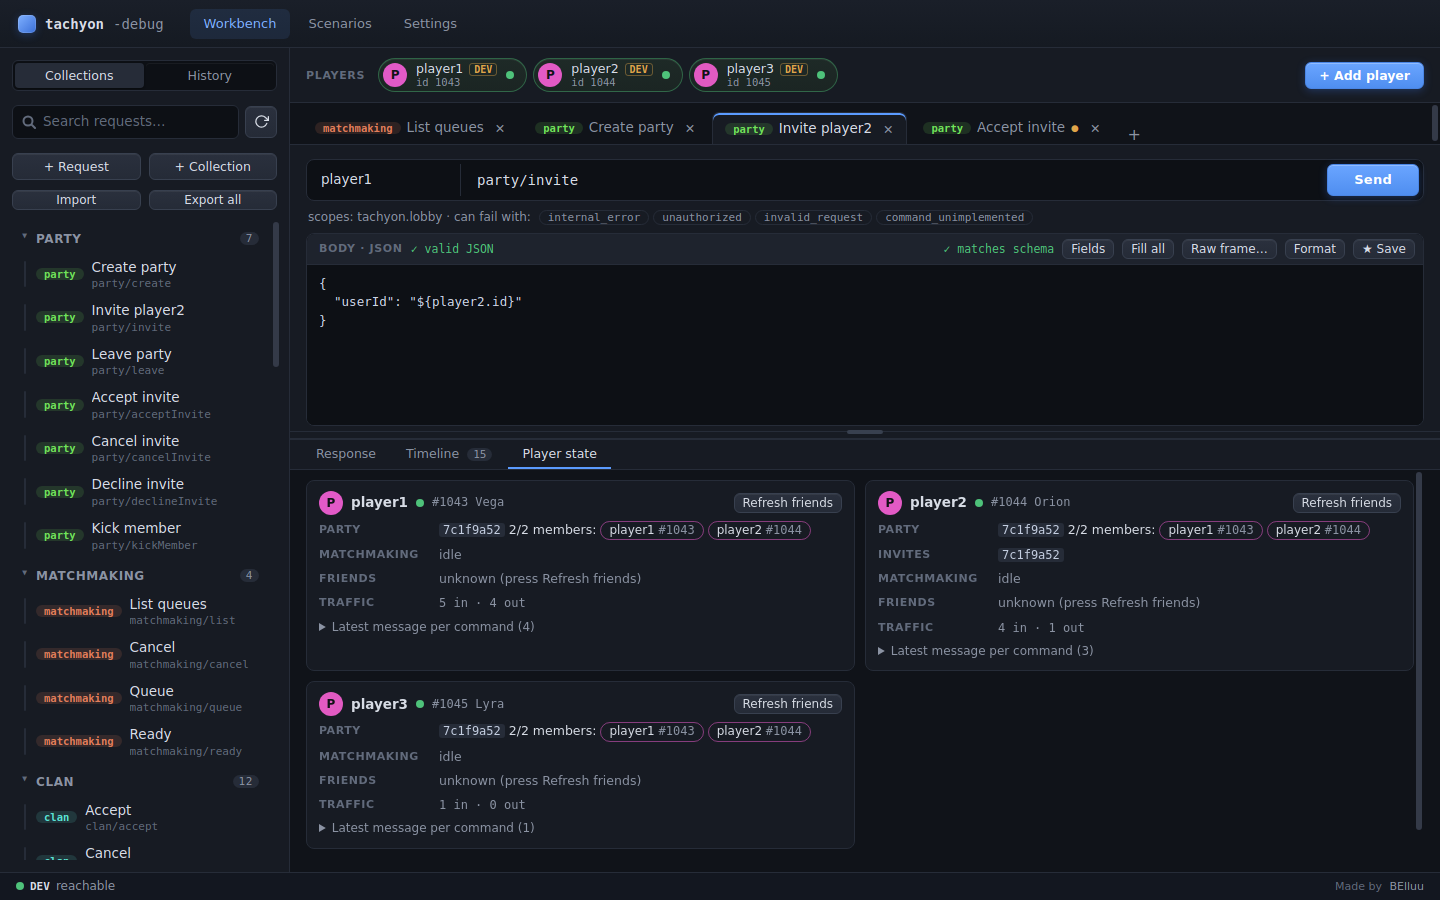 tachyon -debug Workbench Scenarios Settings
Collections History
Search requests…
+ Request + Collection
Import Export all
PARTY 7
party Create party
party/create
party Invite player2
party/invite
party Leave party
party/leave
party Accept invite
party/acceptInvite
party Cancel invite
party/cancelInvite
party Decline invite
party/declineInvite
party Kick member
party/kickMember
MATCHMAKING 4
matchmaking List queues
matchmaking/list
matchmaking Cancel
matchmaking/cancel
matchmaking Queue
matchmaking/queue
matchmaking Ready
matchmaking/ready
CLAN 12
clan Accept
clan/accept
clan Cancel
PLAYERS P player1 DEV id 1043 P player2 DEV id 1044 P player3 DEV id 1045 + Add player
matchmaking List queues × party Create party × party Invite player2 × party Accept invite ● × +
player1 party/invite Send
scopes: tachyon.lobby · can fail with: internal_error unauthorized invalid_request command_unimplemented
BODY · JSON ✓ valid JSON ✓ matches schema Fields Fill all Raw frame… Format ★ Save
{
"userId": "${player2.id}"
}
Response Timeline 15 Player state
P player1 #1043 Vega Refresh friends
PARTY 7c1f9a52 2/2 members: player1 #1043 player2 #1044
MATCHMAKING idle
FRIENDS unknown (press Refresh friends)
TRAFFIC 5 in · 4 out
▶ Latest message per command (4)
P player2 #1044 Orion Refresh friends
PARTY 7c1f9a52 2/2 members: player1 #1043 player2 #1044
INVITES 7c1f9a52
MATCHMAKING idle
FRIENDS unknown (press Refresh friends)
TRAFFIC 4 in · 1 out
▶ Latest message per command (3)
P player3 #1045 Lyra Refresh friends
PARTY 7c1f9a52 2/2 members: player1 #1043 player2 #1044
MATCHMAKING idle
FRIENDS unknown (press Refresh friends)
TRAFFIC 1 in · 0 out
▶ Latest message per command (1)
DEV reachable Made by BElluu